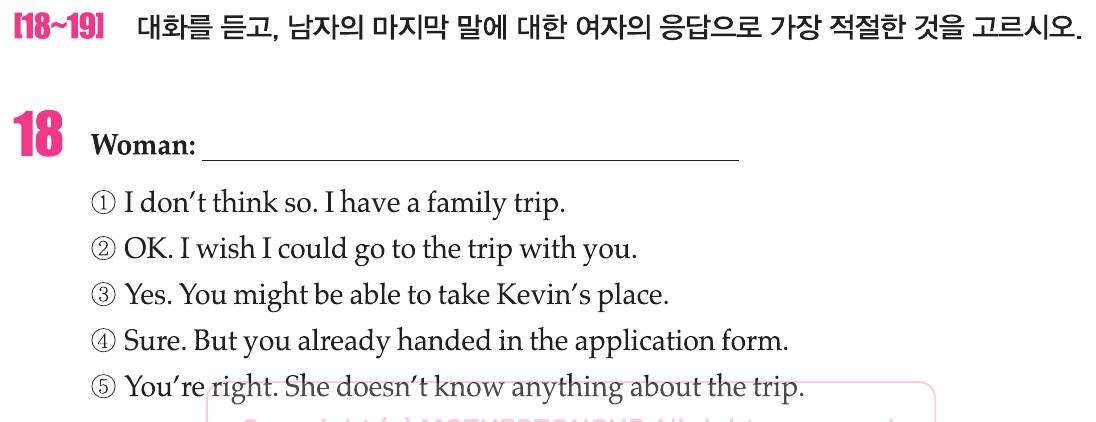 [18~19] 대화를 듣고, 남자의 마지막 말에 대한 여자의 응답으로 가장 적절한 것을 고르시오.
18
Woman:
① I don't think so. I have a family trip.
② OK. I wish I could go to the trip with you.
③ Yes. You might be able to take Kevin's place.
④ Sure. But you already handed in the application form.
⑤ You're right. She doesn't know anything about the trip.